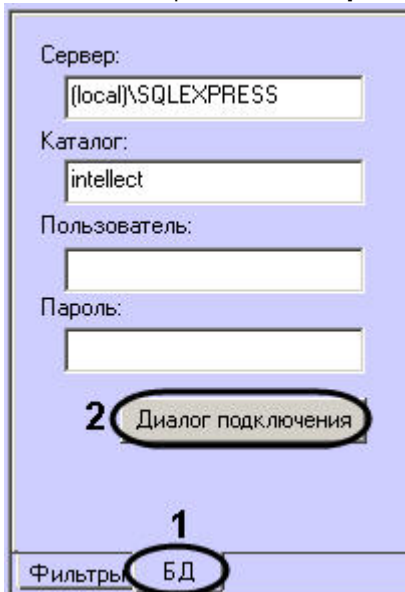 Сервер:
(local)\SQLEXPRESS
Каталог:
intellect
Пользователь:
Пароль:
2 Диалог подключения
1
Фильтры БД